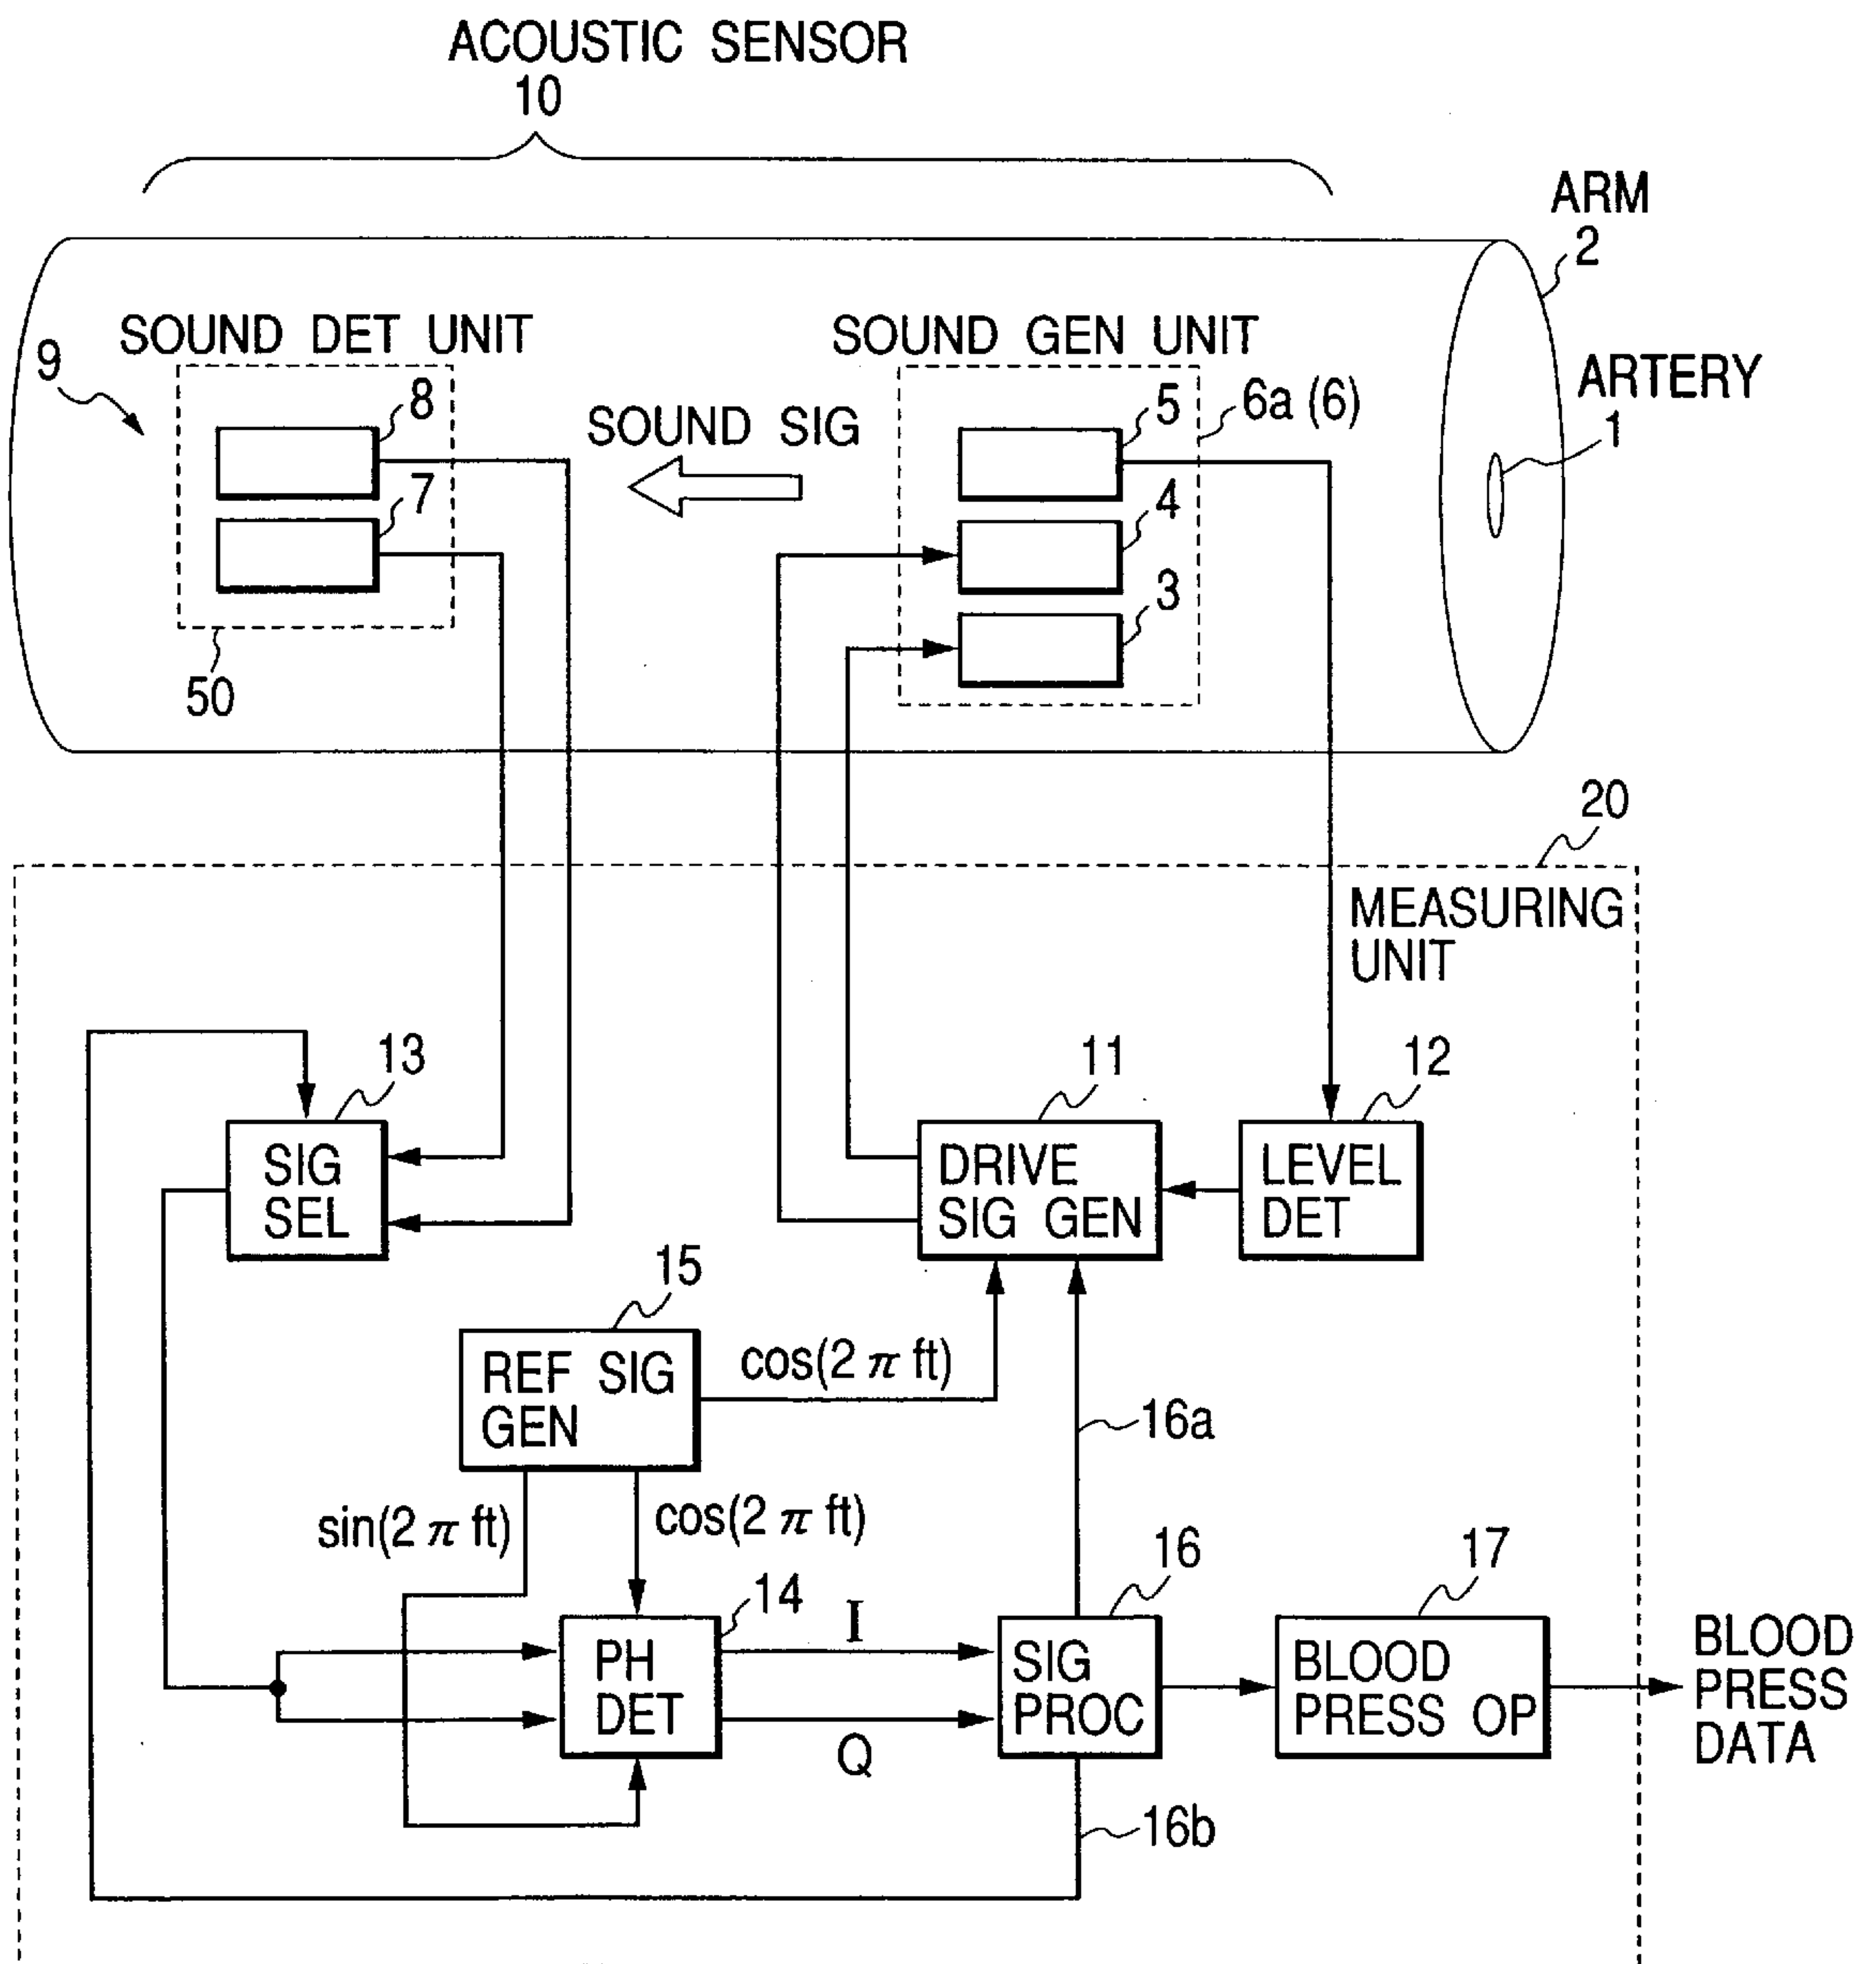 ACOUSTIC SENSOR
10
ARM
2
SOUND DET UNIT
SOUND GEN UNIT
9
ARTERY
1
8
5
6a (6)
SOUND SIG
7
4
3
50
20
MEASURING
UNIT
13
11
12
SIG
SEL
DRIVE
SIG GEN
LEVEL
DET
15
REF SIG
GEN
cos(2 π ft)
16a
sin(2 π ft)
cos(2 π ft)
14
I
16
17
PH
DET
SIG
PROC
BLOOD
PRESS OP
BLOOD
PRESS
DATA
Q
16b